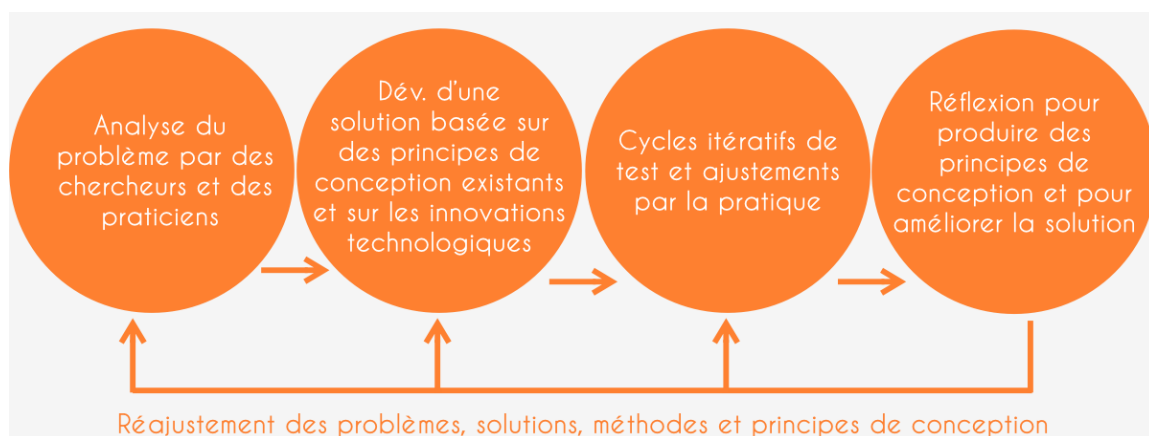 Analyse du
problème par des
chercheurs et des
praticiens
Dév. d'une
solution basée sur
des principes de
conception existants
et sur les innovations
technologiques
Cycles itératifs de
test et ajustements
par la pratique
Réflexion pour
produire des
principes de
conception et pour
améliorer la solution
Réajustement des problèmes, solutions, méthodes et principes de conception